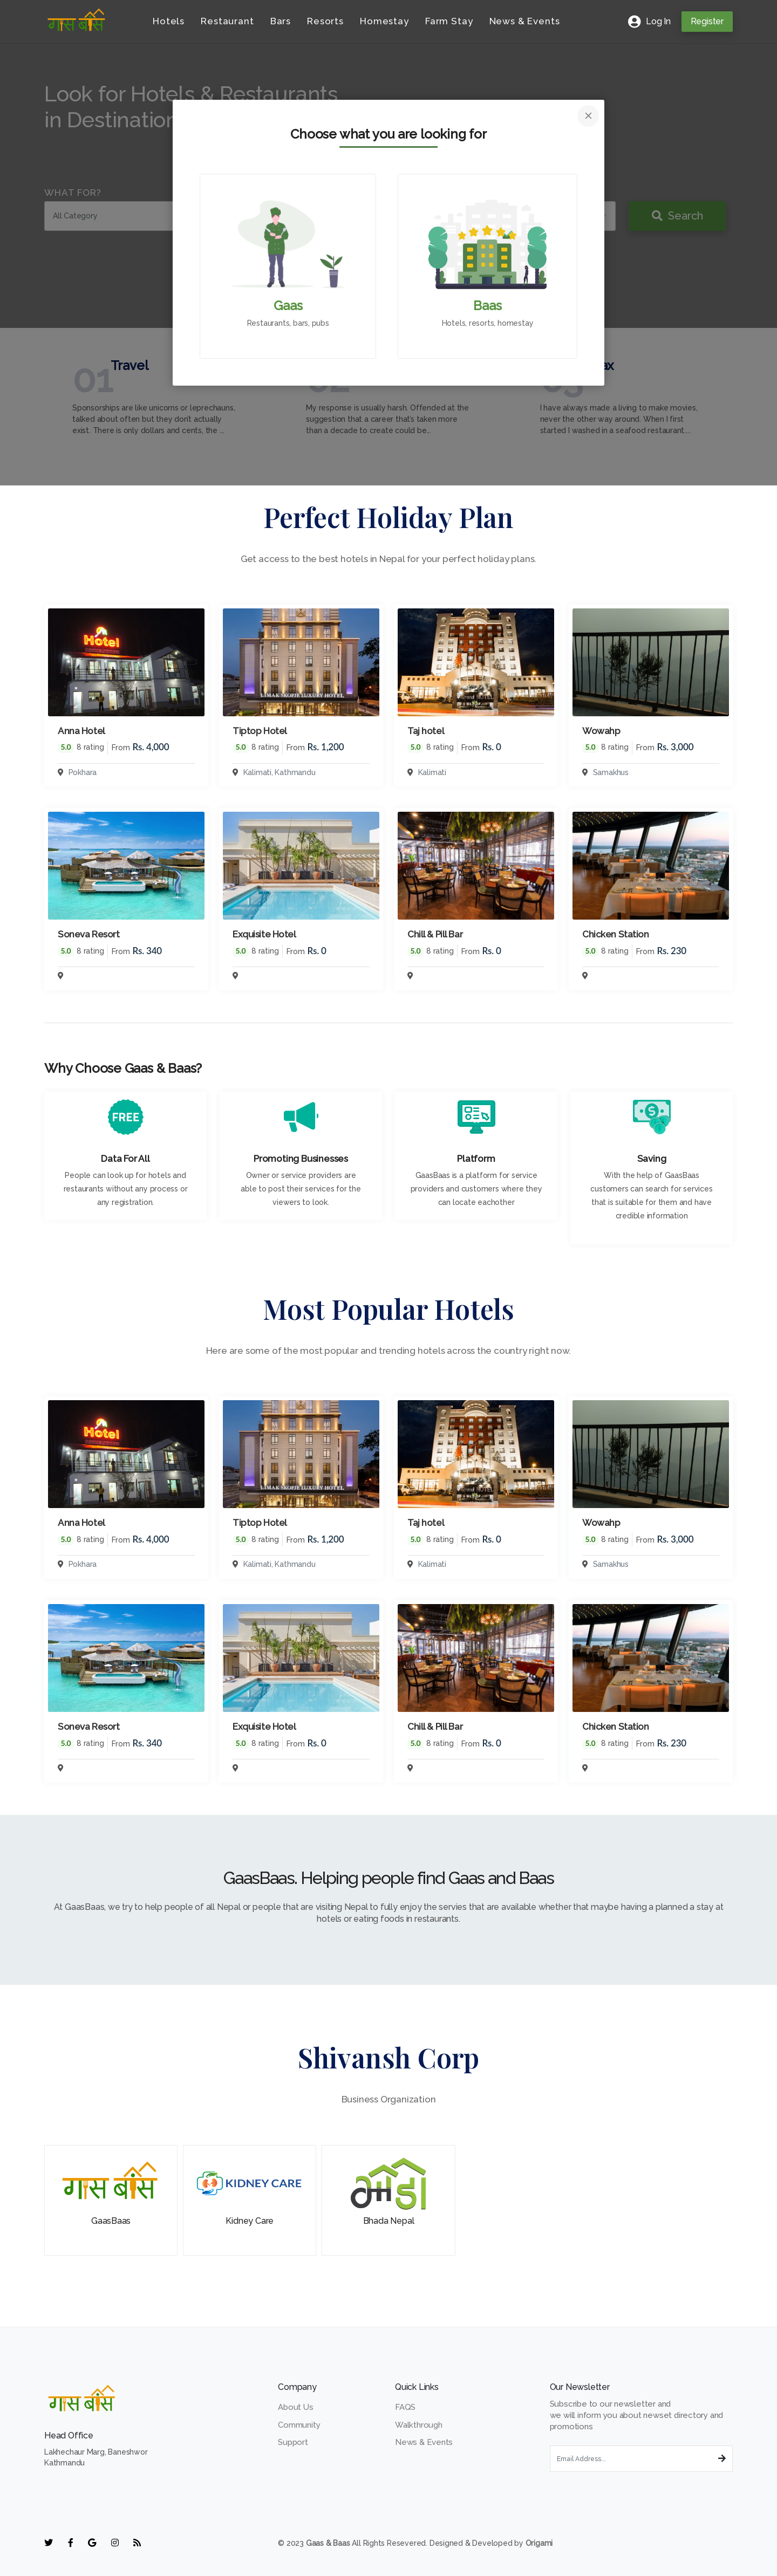 गास बाँस
Hotels
Restaurant
Bars
Resorts
Homestay
Farm Stay
News & Events
Log In
Register
Look for Hotels & Restaurants
in Destination
WHAT FOR?
All Category
Search
Choose what you are looking for
Gaas
Restaurants, bars, pubs
Baas
Hotels, resorts, homestay
01 Travel
Sponsorships are like unicorns or leprechauns,
talked about often but they don't actually
exist. There is only dollars and cents, the ...
02
My response is usually harsh. Offended at the
suggestion that a career that's taken more
than a decade to create could be...
03
I have always made a living to make movies,
never the other way around. When I first
started I washed in a seafood restaurant....
Perfect Holiday Plan
Get access to the best hotels in Nepal for your perfect holiday plans.
Hotel
LIMAK SKOPJE LUXURY HOTEL
Anna Hotel
5.0 8 rating From Rs. 4,000
Pokhara
Tiptop Hotel
5.0 8 rating From Rs. 1,200
Kalimati, Kathmandu
Taj hotel
5.0 8 rating From Rs. 0
Kalimati
Wowahp
5.0 8 rating From Rs. 3,000
Samakhus
Soneva Resort
5.0 8 rating From Rs. 340
Exquisite Hotel
5.0 8 rating From Rs. 0
Chill & Pill Bar
5.0 8 rating From Rs. 0
Chicken Station
5.0 8 rating From Rs. 230
Why Choose Gaas & Baas?
FREE
Data For All
People can look up for hotels and
restaurants without any process or
any registration.
Promoting Businesses
Owner or service providers are
able to post their services for the
viewers to look.
Platform
GaasBaas is a platform for service
providers and customers where they
can locate eachother
Saving
With the help of GaasBaas
customers can search for services
that is suitable for them and have
credible information
Most Popular Hotels
Here are some of the most popular and trending hotels across the country right now.
Hotel
LIMAK SKOPJE LUXURY HOTEL
Anna Hotel
5.0 8 rating From Rs. 4,000
Pokhara
Tiptop Hotel
5.0 8 rating From Rs. 1,200
Kalimati, Kathmandu
Taj hotel
5.0 8 rating From Rs. 0
Kalimati
Wowahp
5.0 8 rating From Rs. 3,000
Samakhus
Soneva Resort
5.0 8 rating From Rs. 340
Exquisite Hotel
5.0 8 rating From Rs. 0
Chill & Pill Bar
5.0 8 rating From Rs. 0
Chicken Station
5.0 8 rating From Rs. 230
GaasBaas. Helping people find Gaas and Baas
At GaasBaas, we try to help people of all Nepal or people that are visiting Nepal to fully enjoy the servies that are available whether that maybe having a planned a stay at
hotels or eating foods in restaurants.
Shivansh Corp
Business Organization
गास बाँस
GaasBaas
KIDNEY CARE
Kidney Care
Bhada Nepal
गास बाँस
Head Office
Lakhechaur Marg, Baneshwor
Kathmandu
Company
About Us
Community
Support
Quick Links
FAQS
Walkthrough
News & Events
Our Newsletter
Subscribe to our newsletter and
we will inform you about newset directory and
promotions
Email Address...
© 2023 Gaas & Baas All Rights Resevered. Designed & Developed by Origami